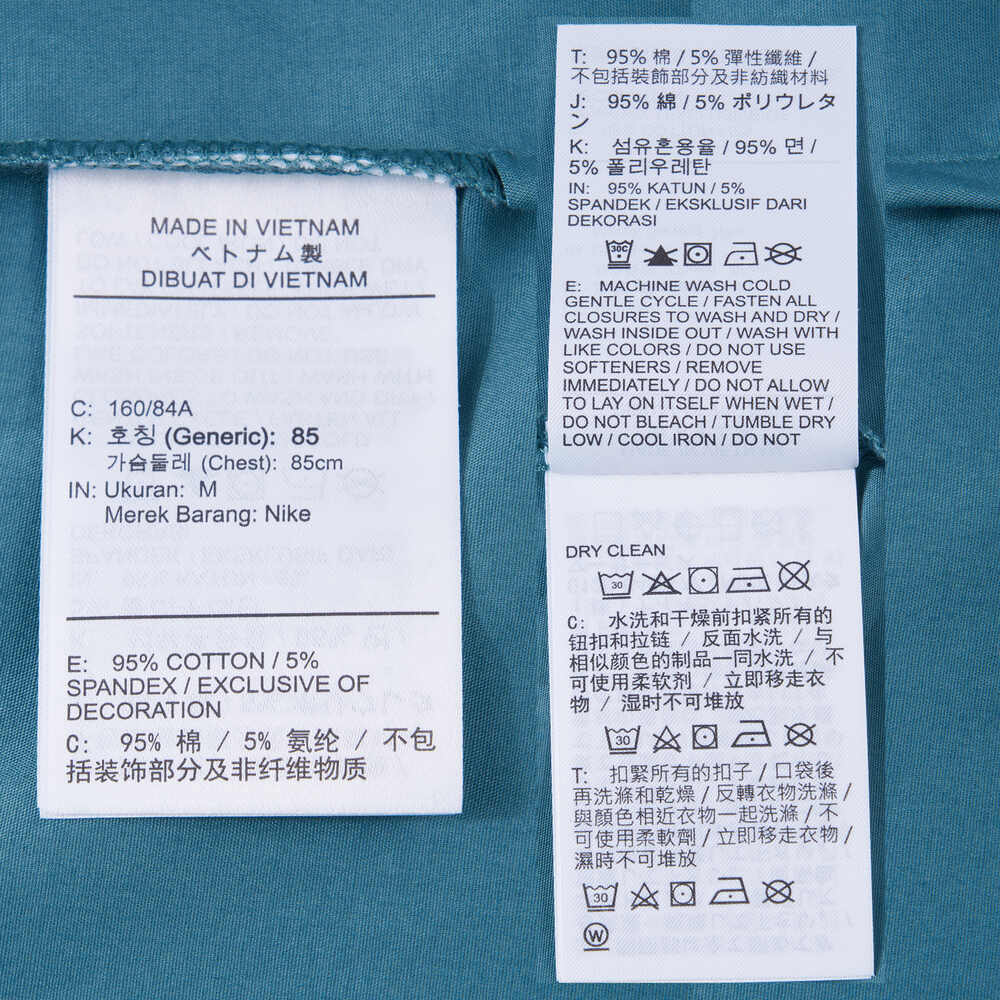 MADE IN VIETNAM
ベトナム製
DIBUAT DI VIETNAM
C: 160/84A
K: 호칭 (Generic): 85
가슴둘레 (Chest): 85cm
IN: Ukuran: M
Merek Barang: Nike
E: 95% COTTON / 5%
SPANDEX / EXCLUSIVE OF
DECORATION
C: 95% 棉 / 5% 氨纶 / 不包
括装饰部分及非纤维物质
T: 95% 棉 / 5% 彈性纖維 /
不包括裝飾部分及非紡織材料
J: 95% 綿 / 5% ポリウレタ
ン
K: 섬유혼용율 / 95% 면 /
5% 폴리우레탄
IN: 95% KATUN / 5%
SPANDEK / EKSKLUSIF DARI
DEKORASI
30C
E: MACHINE WASH COLD
GENTLE CYCLE / FASTEN ALL
CLOSURES TO WASH AND DRY /
WASH INSIDE OUT / WASH WITH
LIKE COLORS / DO NOT USE
SOFTENERS / REMOVE
IMMEDIATELY / DO NOT ALLOW
TO LAY ON ITSELF WHEN WET /
DO NOT BLEACH / TUMBLE DRY
LOW / COOL IRON / DO NOT
DRY CLEAN
30
C: 水洗和干燥前扣紧所有的
钮扣和拉链 / 反面水洗 / 与
相似颜色的制品一同水洗 / 不
可使用柔软剂 / 立即移走衣
物 / 湿时不可堆放
30
T: 扣緊所有的扣子 / 口袋後
再洗滌和乾燥 / 反轉衣物洗滌 /
與顏色相近衣物一起洗滌 / 不
可使用柔軟劑 / 立即移走衣物 /
濕時不可堆放
30
W